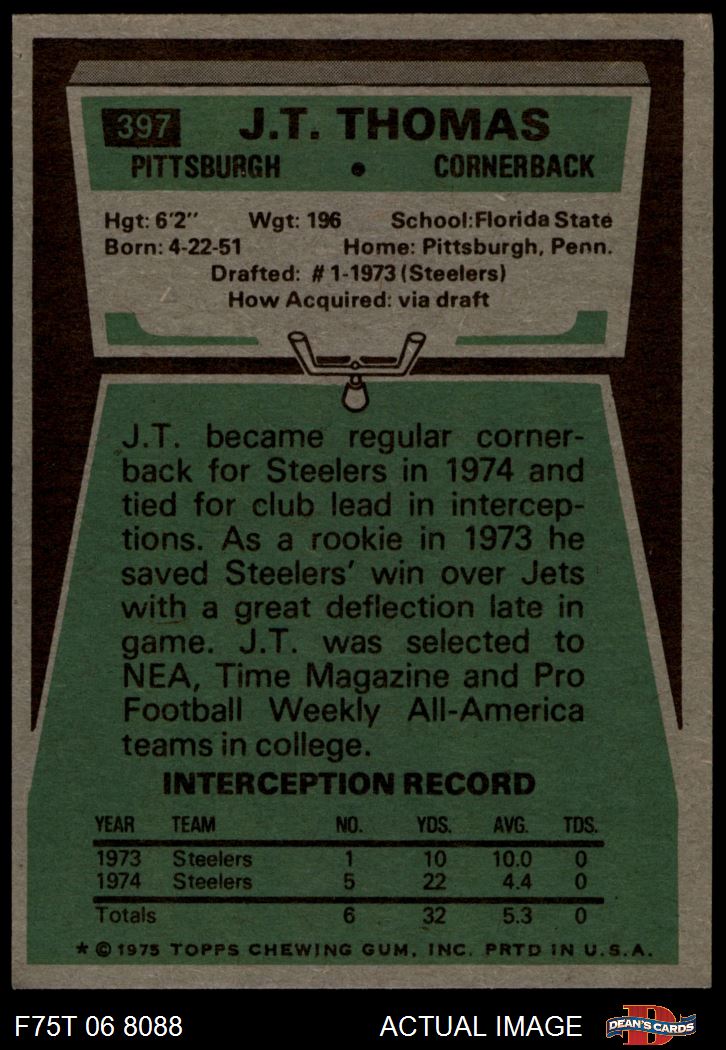 397 J.T. THOMAS
PITTSBURGH • CORNERBACK
Hgt: 6'2" Wgt: 196 School:Florida State
Born: 4-22-51 Home: Pittsburgh, Penn.
Drafted: #1-1973 (Steelers)
How Acquired: via draft
J.T. became regular corner-
back for Steelers in 1974 and
tied for club lead in intercep-
tions. As a rookie in 1973 he
saved Steelers' win over Jets
with a great deflection late in
game. J.T. was selected to
NEA, Time Magazine and Pro
Football Weekly All-America
teams in college.
INTERCEPTION RECORD
YEAR TEAM NO. YDS. AVG. TDS.
1973 Steelers 1 10 10.0 0
1974 Steelers 5 22 4.4 0
Totals 6 32 5.3 0
* © 1975 TOPPS CHEWING GUM, INC. PRTD IN U.S.A.
F75T 06 8088 ACTUAL IMAGE DEAN'S CARDS